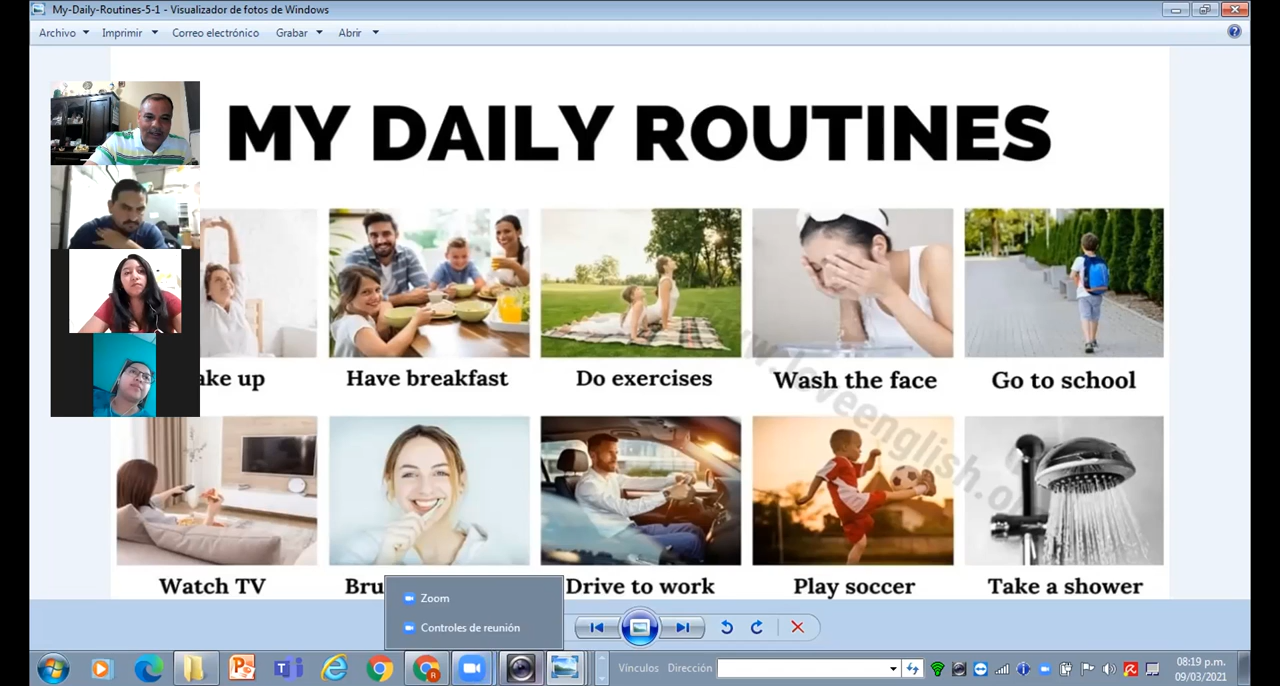 My-Daily-Routines-5-1 - Visualizador de fotos de Windows
Archivo Imprimir Correo electrónico Grabar Abrir
MY DAILY ROUTINES
ake up Have breakfast Do exercises Wash the face Go to school
Watch TV Bru Drive to work Play soccer Take a shower
Zoom
Controles de reunión
Vínculos Dirección
08:19 p.m.
09/03/2021